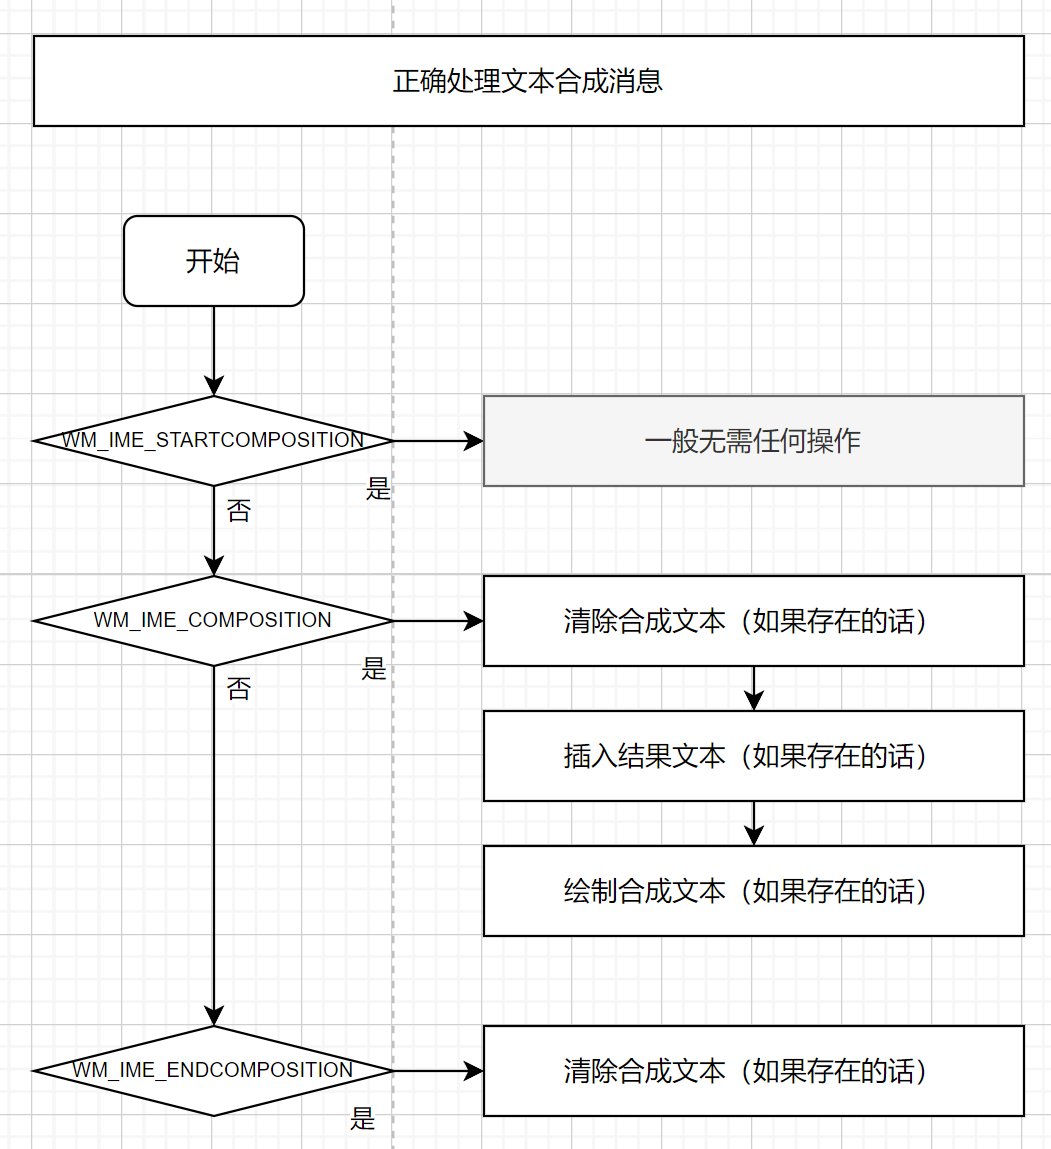 正确处理文本合成消息
开始
WM_IME_STARTCOMPOSITION
一般无需任何操作
是
否
WM_IME_COMPOSITION
清除合成文本（如果存在的话）
是
否
插入结果文本（如果存在的话）
绘制合成文本（如果存在的话）
WM_IME_ENDCOMPOSITION
清除合成文本（如果存在的话）
是